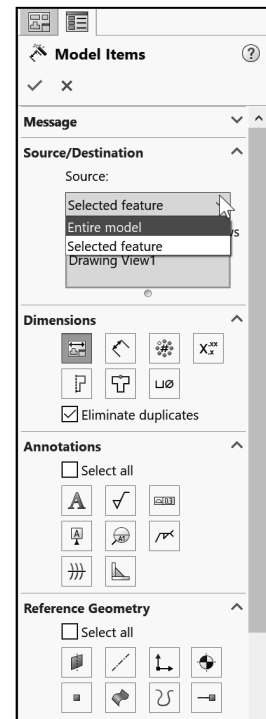 Model Items
Message
Source/Destination
Source:
Selected feature
Entire model
Selected feature
Drawing View1
Dimensions
Eliminate duplicates
Annotations
Select all
Reference Geometry
Select all